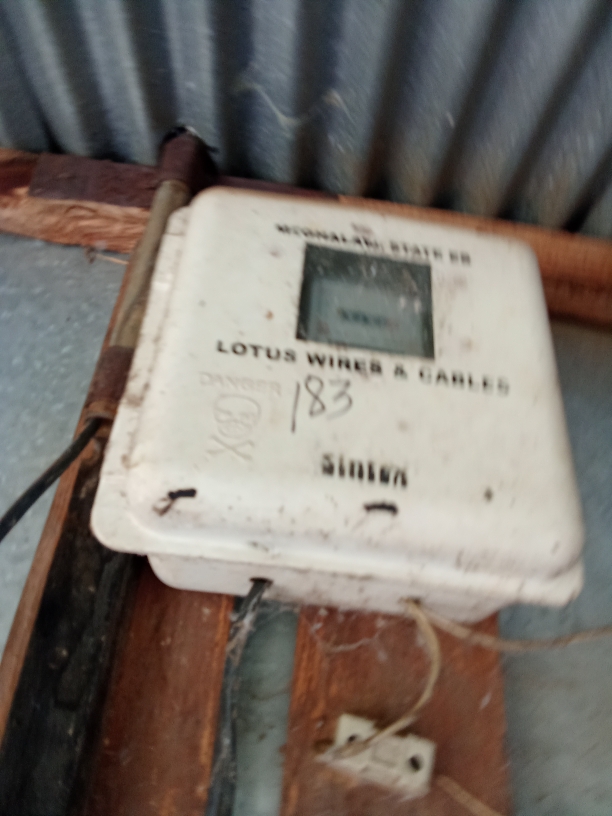 STATE EB
LOTUS WIRES & CABLES
DANGER
183
Sintex